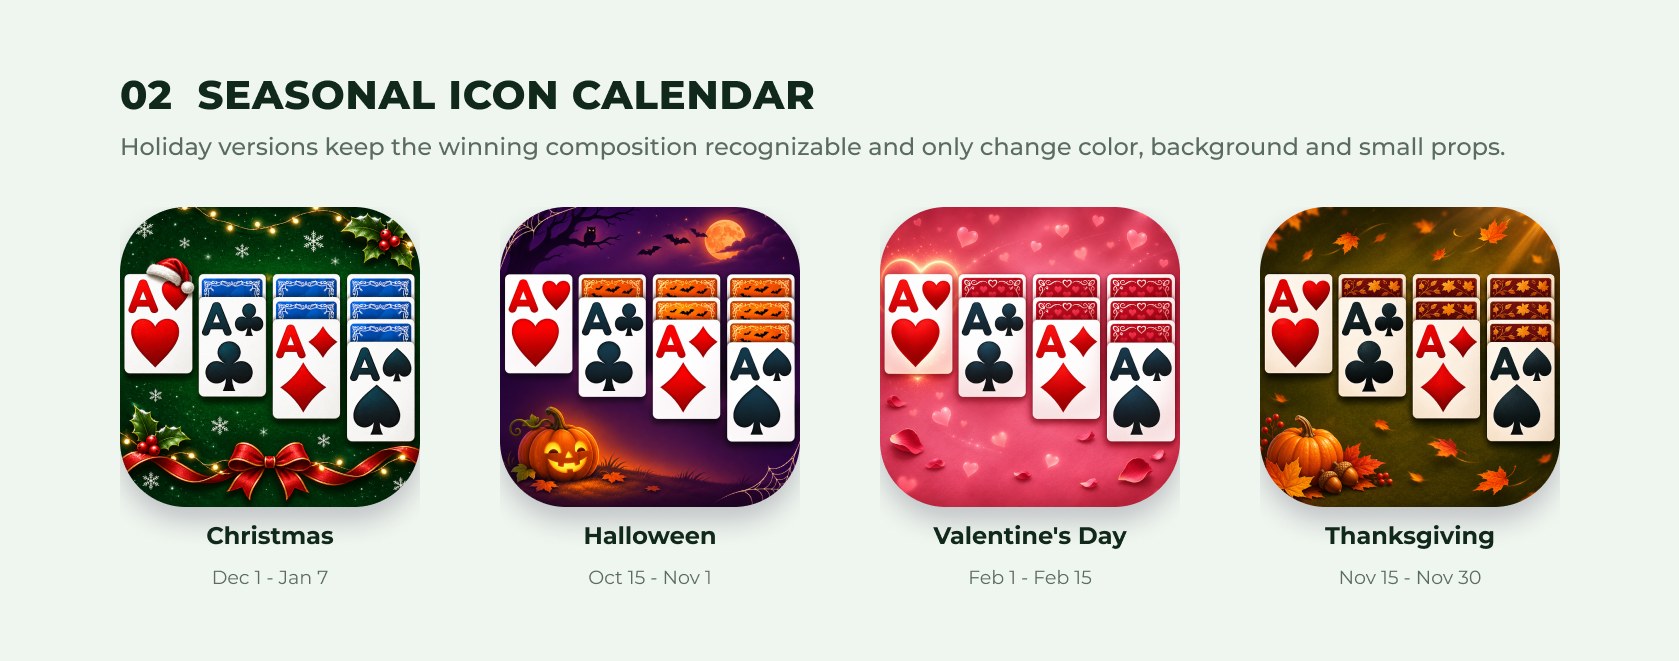 02 SEASONAL ICON CALENDAR
Holiday versions keep the winning composition recognizable and only change color, background and small props.
A A A A
A A A A
A A A A
A A A A
Christmas
Halloween
Valentine's Day
Thanksgiving
Dec 1 - Jan 7
Oct 15 - Nov 1
Feb 1 - Feb 15
Nov 15 - Nov 30